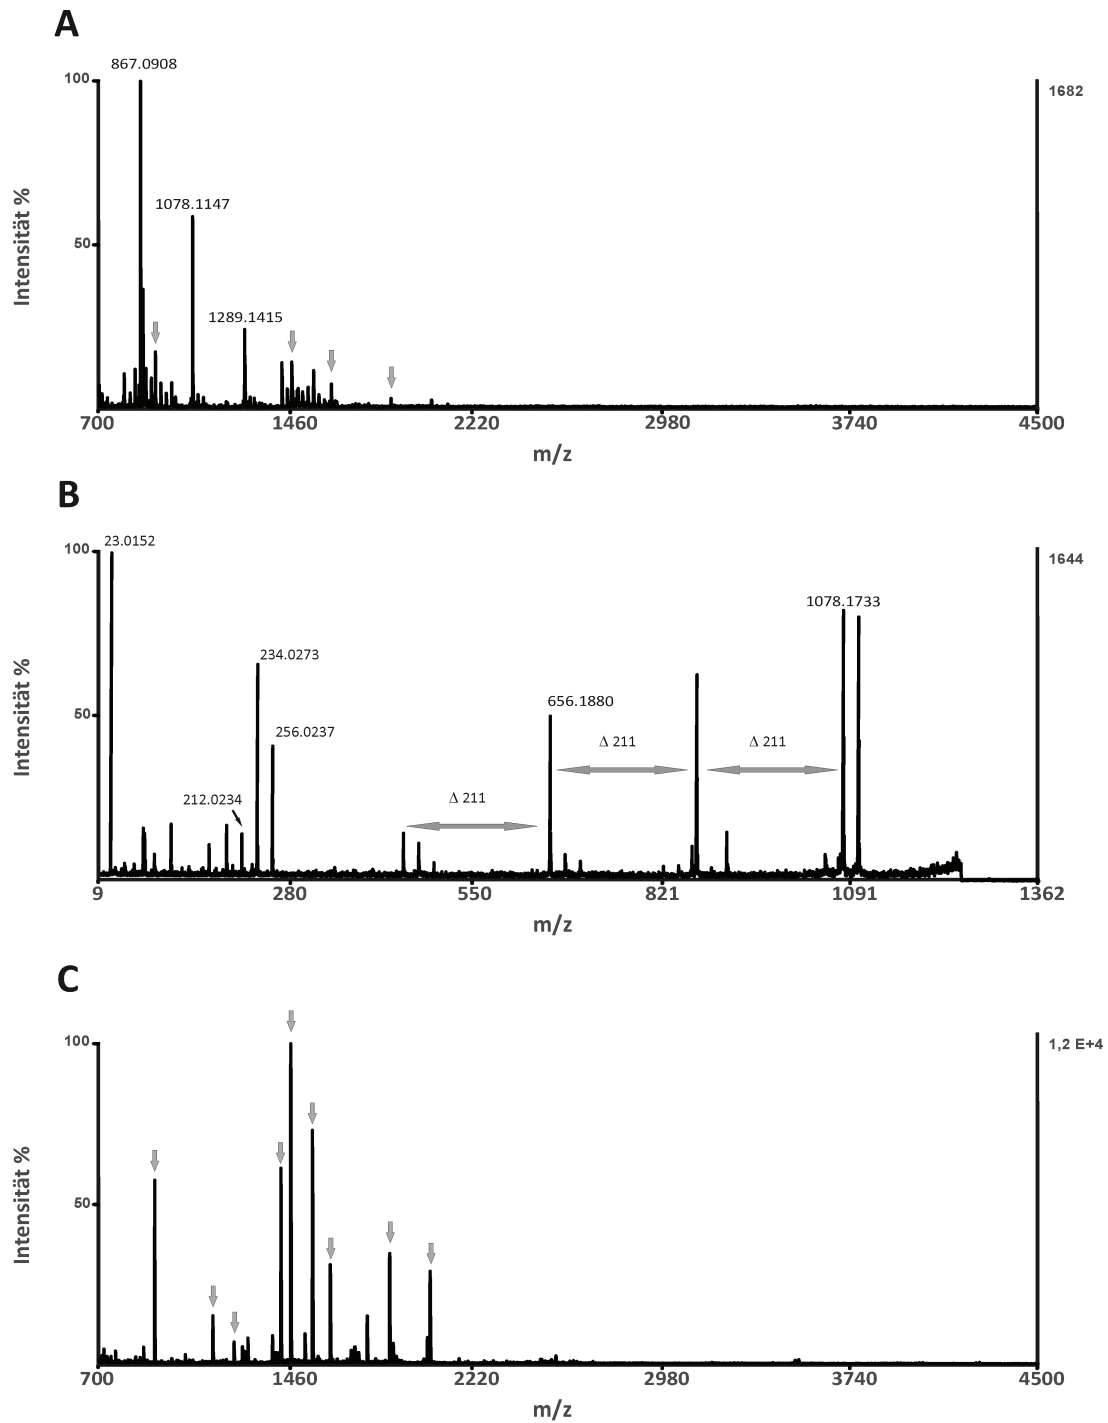 A
867.0908
100
1682
1078.1147
Intensität %
50
1289.1415
700 1460 2220 2980 3740 4500
m/z
B
23.0152
100
1644
1078.1733
234.0273
656.1880
Intensität %
50
256.0237
Δ 211
Δ 211
212.0234
Δ 211
9 280 550 821 1091 1362
m/z
C
100
1,2 E+4
Intensität %
50
700 1460 2220 2980 3740 4500
m/z